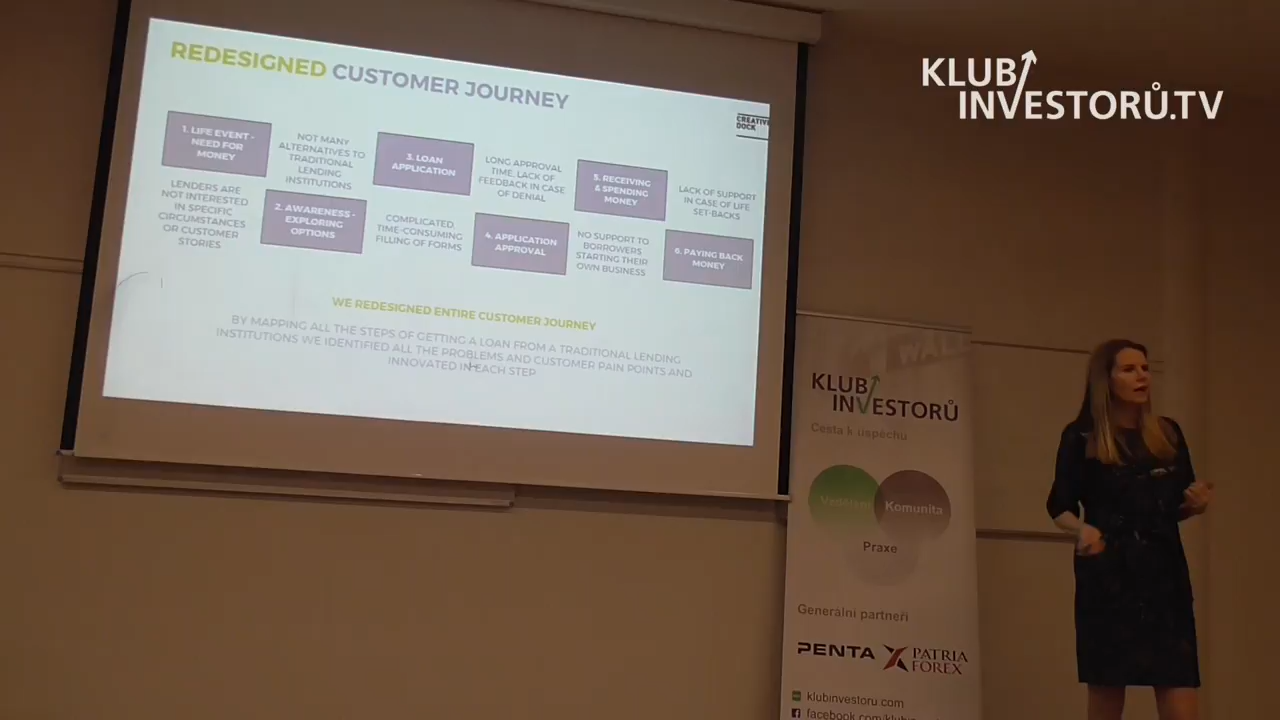 REDESIGNED CUSTOMER JOURNEY
CREATIVE
DOCK
1. LIFE EVENT -
NEED FOR
MONEY
NOT MANY
ALTERNATIVES TO
TRADITIONAL
LENDING
INSTITUTIONS
3. LOAN
APPLICATION
LONG APPROVAL
TIME, LACK OF
FEEDBACK IN CASE
OF DENIAL
5. RECEIVING
& SPENDING
MONEY
LACK OF SUPPORT
IN CASE OF LIFE
SET-BACKS
LENDERS ARE
NOT INTERESTED
IN SPECIFIC
CIRCUMSTANCES
OR CUSTOMER
STORIES
2. AWARENESS -
EXPLORING
OPTIONS
COMPLICATED,
TIME-CONSUMING
FILLING OF FORMS
4. APPLICATION
APPROVAL
NO SUPPORT TO
BORROWERS
STARTING THEIR
OWN BUSINESS
6. PAYING BACK
MONEY
WE REDESIGNED ENTIRE CUSTOMER JOURNEY
BY MAPPING ALL THE STEPS OF GETTING A LOAN FROM A TRADITIONAL LENDING
INSTITUTIONS WE IDENTIFIED ALL THE PROBLEMS AND CUSTOMER PAIN POINTS AND
INNOVATED IN EACH STEP
KLUB
INVESTORŮ.TV
WALL
KLUB
INVESTORŮ
Cesta k úspěchu
Komunita
Praxe
Generální partneři
PENTA
PATRIA
FOREX
klubinvestoru.com